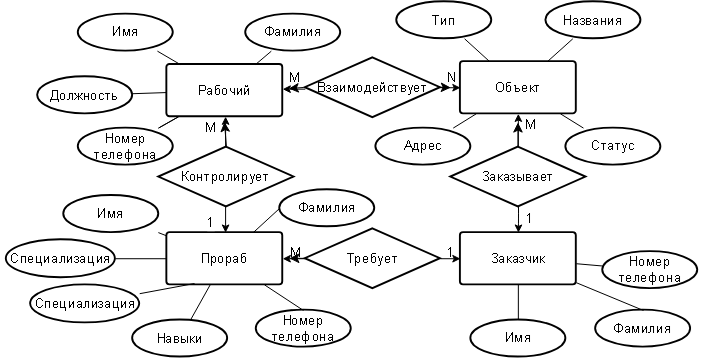 Имя
Фамилия
Тип
Названия
Должность
Рабочий
M
Взаимодействует
N
Объект
Номер
телефона
M
Адрес
M
Статус
Контролирует
Заказывает
Имя
1
Фамилия
1
Специализация
Прораб
M
Требует
1
Заказчик
Номер
телефона
Специализация
Навыки
Номер
телефона
Имя
Фамилия